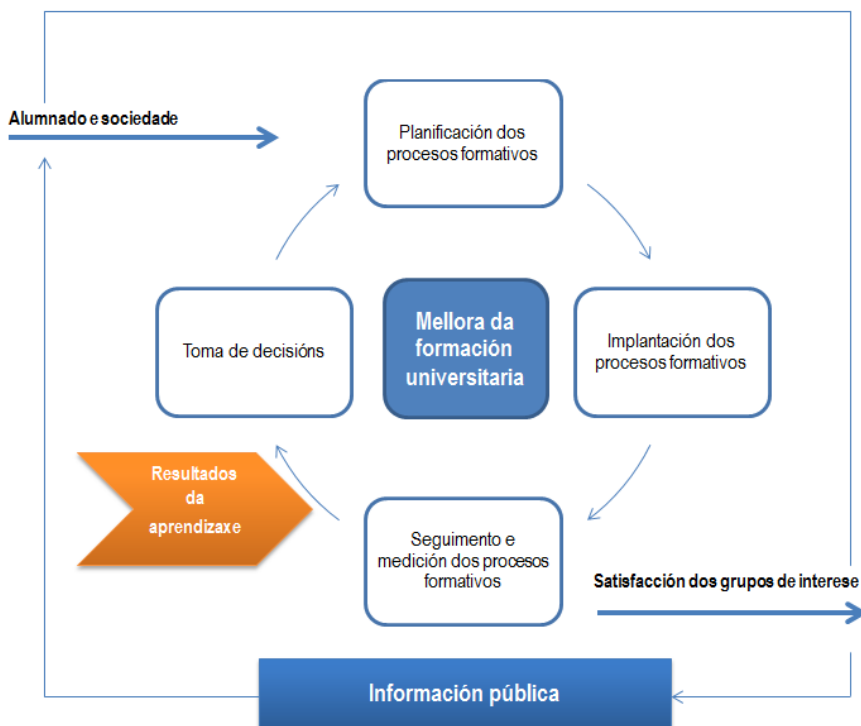 Alumnado e sociedade
Planificación dos
procesos formativos
Toma de decisións
Mellora da
formación
universitaria
Implantación dos
procesos formativos
Resultados
da
aprendizaxe
Seguimento e
medición dos procesos
formativos
Satisfacción dos grupos de interese
Información pública